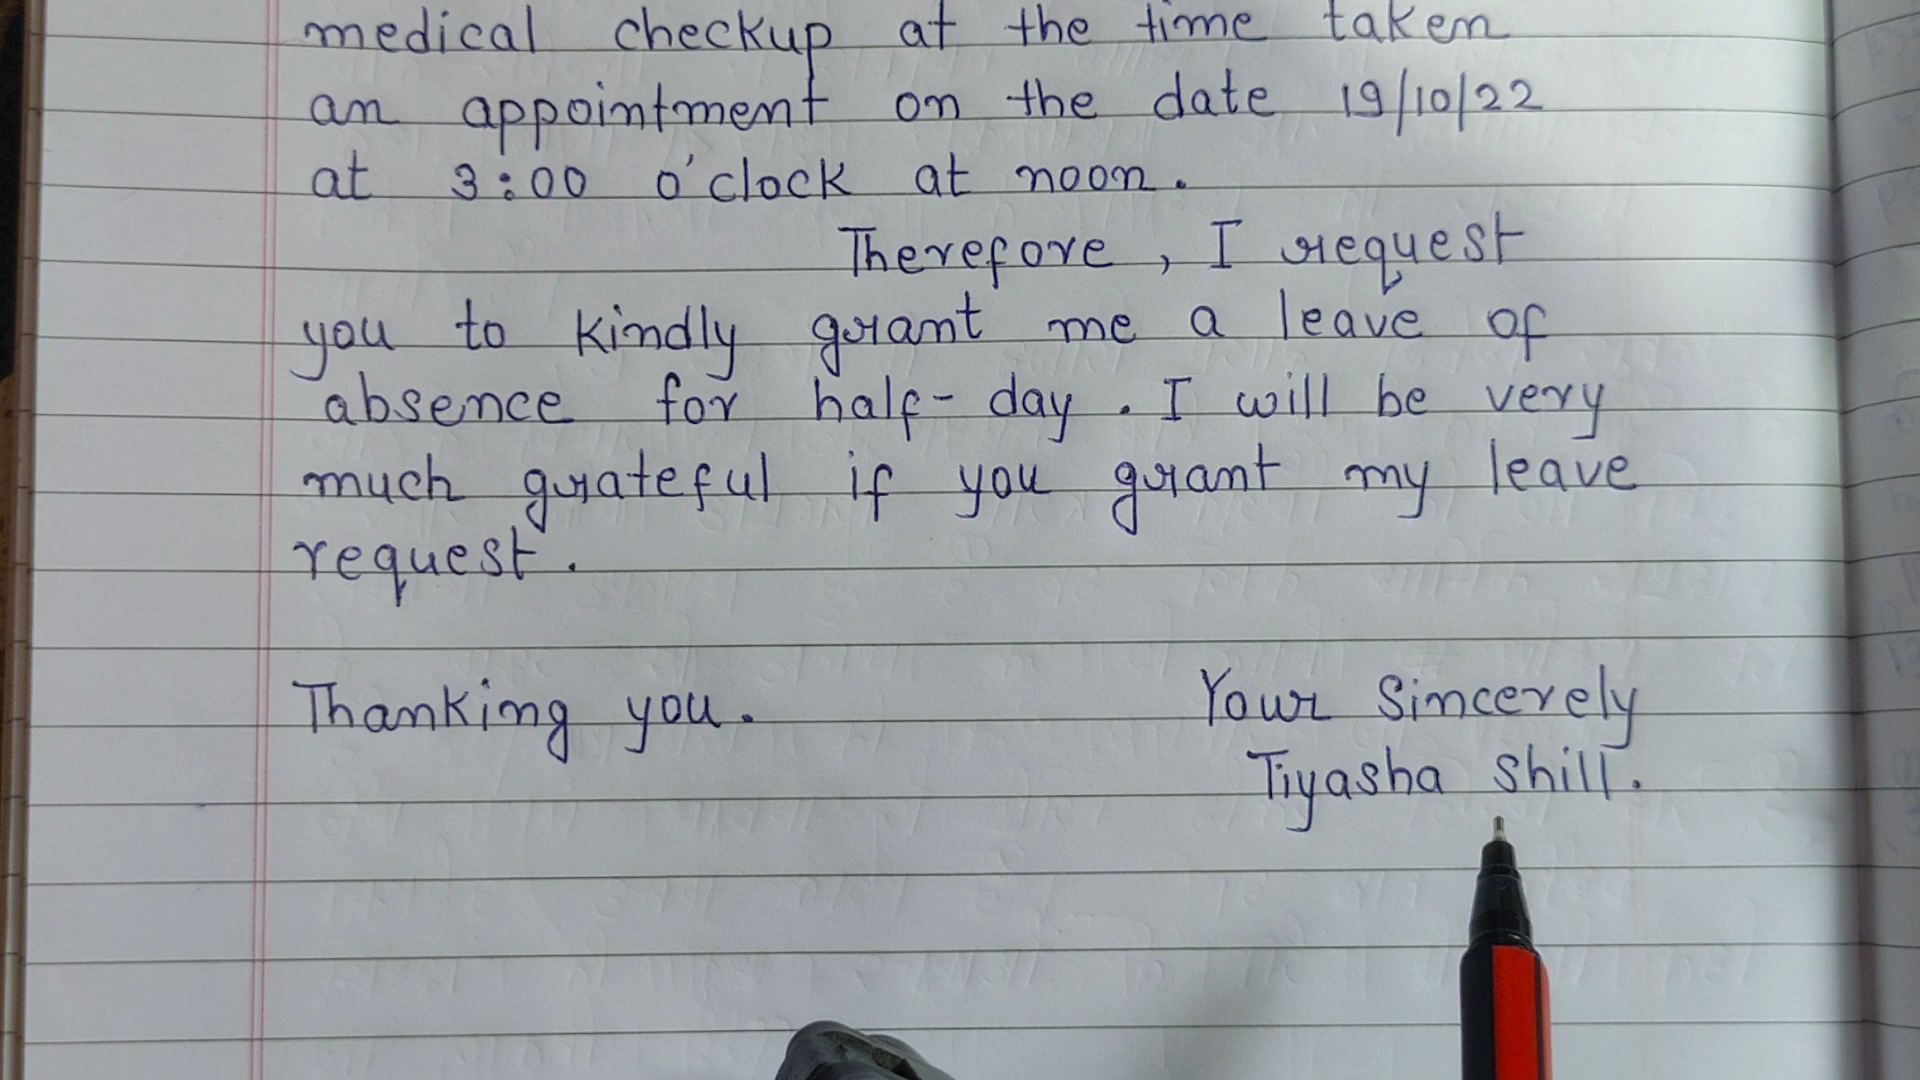 medical checkup at the time taken
an appointment on the date 19/10/22
at 3:00 o'clock at noon.
Therefore, I request
you to kindly grant me a leave of
absence for half-day. I will be very
much grateful if you grant my leave
request.
Thanking you.
Your Sincerely
Tiyasha Shill.